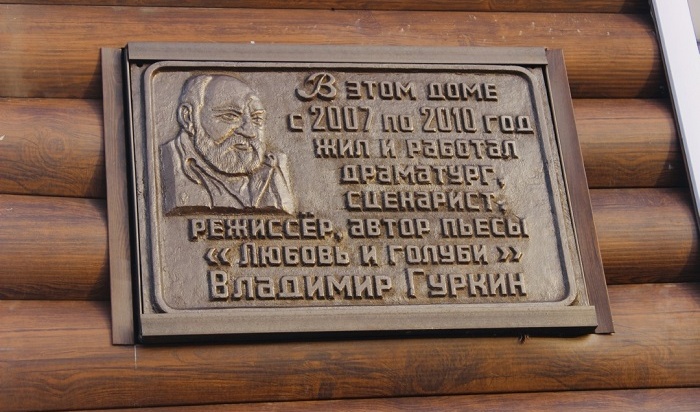 В этом доме
с 2007 по 2010 год
жил и работал
драматург,
сценарист,
режиссёр, автор пьесы
«Любовь и голуби»
Владимир Гуркин